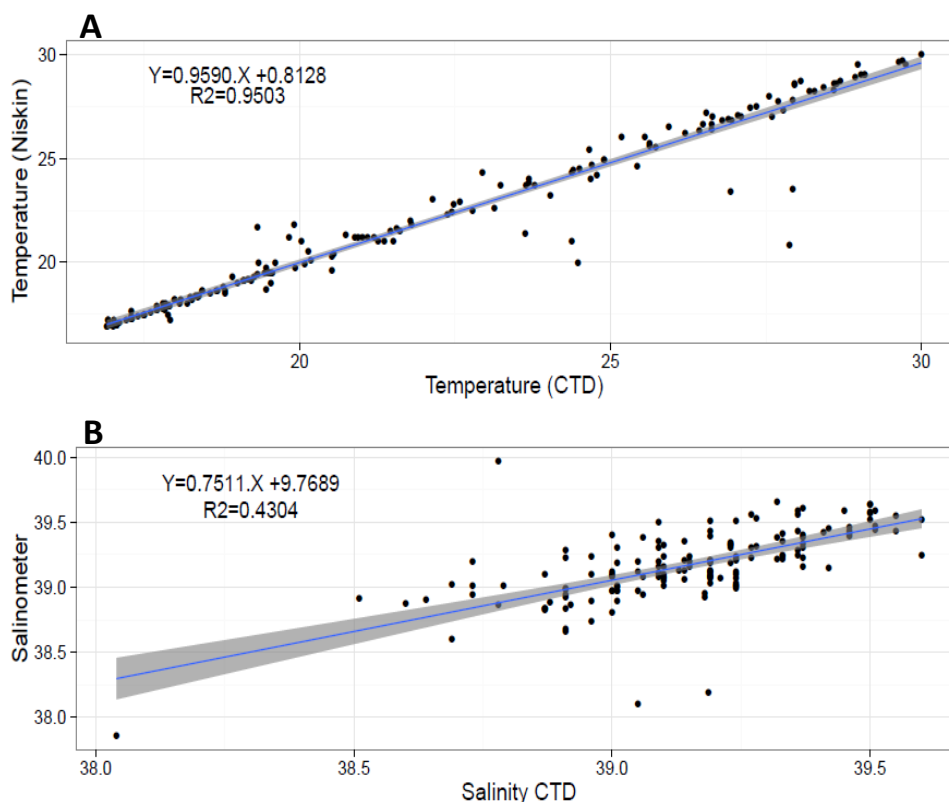 A
Y=0.9590.X +0.8128
R2=0.9503
30
25
20
Temperature (Niskin)
20 25 30
Temperature (CTD)
B
Y=0.7511.X +9.7689
R2=0.4304
40.0
39.5
39.0
38.5
38.0
Salinometer
38.0 38.5 39.0 39.5
Salinity CTD